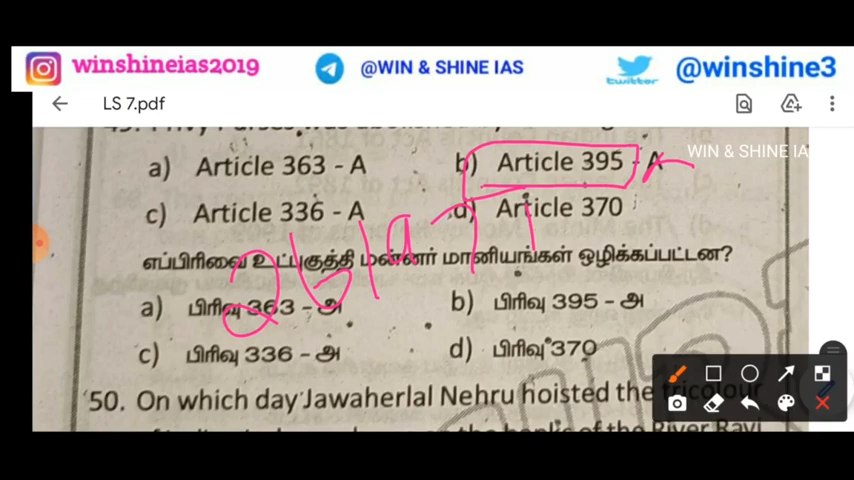 winshineias2019 @WIN & SHINE IAS twitter @winshine3
LS 7.pdf
WIN & SHINE IA
a) Article 363 - A b) Article 395 - A
c) Article 336 - A d) Article 370
எப்பிரிவை உட்புகுத்தி மன்னர் மானியங்கள் ஒழிக்கப்பட்டன?
a) பிரிவு 363 - அ b) பிரிவு 395 - அ
c) பிரிவு 336 - அ d) பிரிவு 370
50. On which day Jawaherlal Nehru hoisted the tricolour